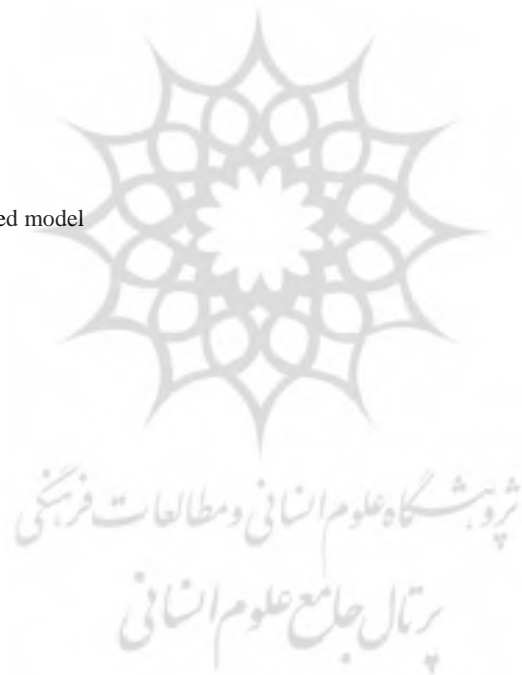 ed model
پژوهشگاه علوم انسانی و مطالعات فرهنگی
پرتال جامع علوم انسانی